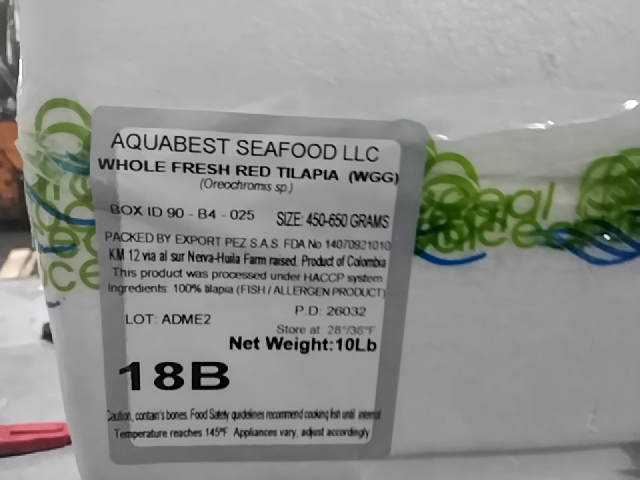 AQUABEST SEAFOOD LLC
WHOLE FRESH RED TILAPIA (WGG)
(Oreochromis sp.)
BOX ID 90 - B4 - 025 SIZE: 450-650 GRAMS
PACKED BY EXPORT PEZ S.A.S. FDA No 14070921010
KM 12 via al sur Neiva-Huila Farm raised. Product of Colombia
This product was processed under HACCP system
Ingredients: 100% tilapia (FISH / ALLERGEN PRODUCT)
P.D: 26032
LOT: ADME2
Store at 28°/36°F
Net Weight:10Lb
18B
Caution, contain's bones. Food Safety guidelines recommend cooking fish until internal
Temperature reaches 145°F Appliances vary, adjust accordingly